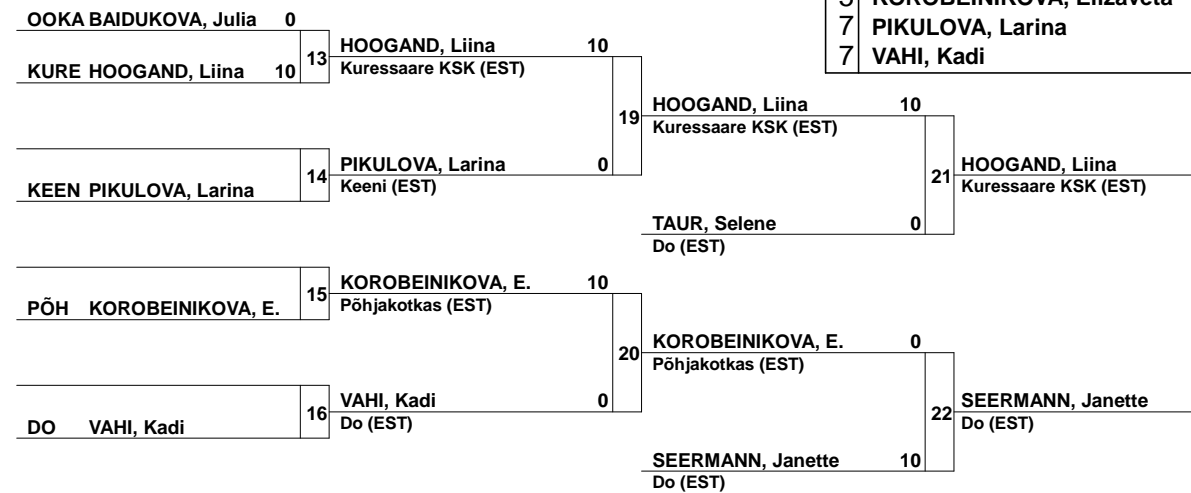 KOROBEINIKOVA, Elizaveta
7 PIKULOVA, Larina
7 VAHI, Kadi
OOKA BAIDUKOVA, Julia 0
13
KURE HOOGAND, Liina 10
HOOGAND, Liina 10
Kuressaare KSK (EST)
19
14
KEEN PIKULOVA, Larina
PIKULOVA, Larina 0
Keeni (EST)
HOOGAND, Liina 10
Kuressaare KSK (EST)
21
TAUR, Selene 0
Do (EST)
HOOGAND, Liina
Kuressaare KSK (EST)
15
PÕH KOROBEINIKOVA, E.
KOROBEINIKOVA, E. 10
Põhjakotkas (EST)
20
16
DO VAHI, Kadi
VAHI, Kadi 0
Do (EST)
KOROBEINIKOVA, E. 0
Põhjakotkas (EST)
22
SEERMANN, Janette 10
Do (EST)
SEERMANN, Janette
Do (EST)